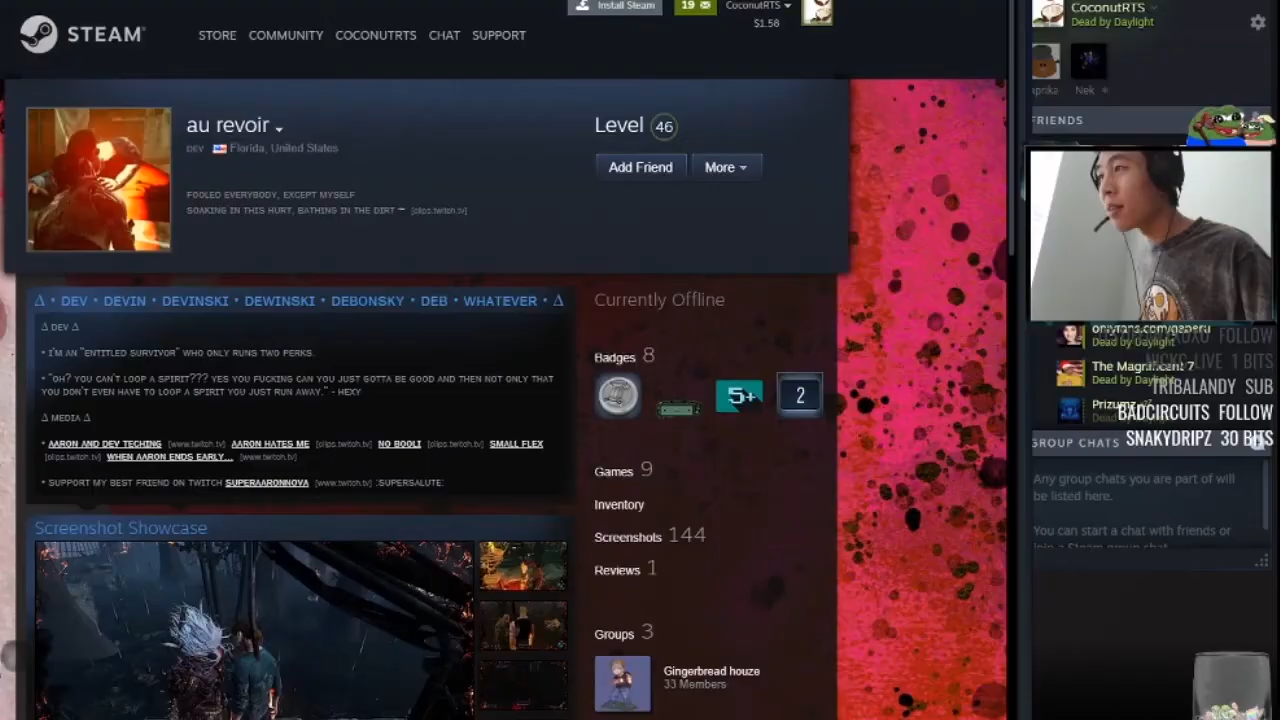 Install Steam
19
CoconutRTS
$1.58
STEAM
STORE COMMUNITY COCONUTRTS CHAT SUPPORT
au revoir
DEV Florida, United States
FOOLED EVERYBODY, EXCEPT MYSELF
SOAKING IN THIS HURT, BATHING IN THE DIRT – [clips.twitch.tv]
Level 46
Add Friend
More
Δ • DEV • DEVIN • DEVINSKI • DEWINSKI • DEBONSKY • DEB • WHATEVER • Δ
Δ DEV Δ
• I'M AN "ENTITLED SURVIVOR" WHO ONLY RUNS TWO PERKS.
• "OH? YOU CAN'T LOOP A SPIRIT??? YES YOU FUCKING CAN YOU JUST GOTTA BE GOOD AND THEN NOT ONLY THAT
YOU DON'T EVEN HAVE TO LOOP A SPIRIT YOU JUST RUN AWAY." - HEXY
Δ MEDIA Δ
• AARON AND DEV TECHING [www.twitch.tv] AARON HATES ME [clips.twitch.tv] NO BOOLI [clips.twitch.tv] SMALL FLEX
[clips.twitch.tv] WHEN AARON ENDS EARLY... [www.twitch.tv]
• SUPPORT MY BEST FRIEND ON TWITCH SUPERAARONNOVA [www.twitch.tv] :SUPERSALUTE:
Screenshot Showcase
Currently Offline
Badges 8
5+
2
Games 9
Inventory
Screenshots 144
Reviews 1
Groups 3
Gingerbread houze
33 Members
CoconutRTS
Dead by Daylight
aprika Nek
FRIENDS
FOLLOW
onlyfans.com/gaberu
Dead by Daylight
1 BITS
The Magnificent 7
Dead by Daylight
TRIBALANDY SUB
Prizumz
BADCIRCUITS FOLLOW
GROUP CHATS
SNAKYDRIPZ 30 BITS
Any group chats you are part of will
be listed here.
You can start a chat with friends or
join a Steam group chat